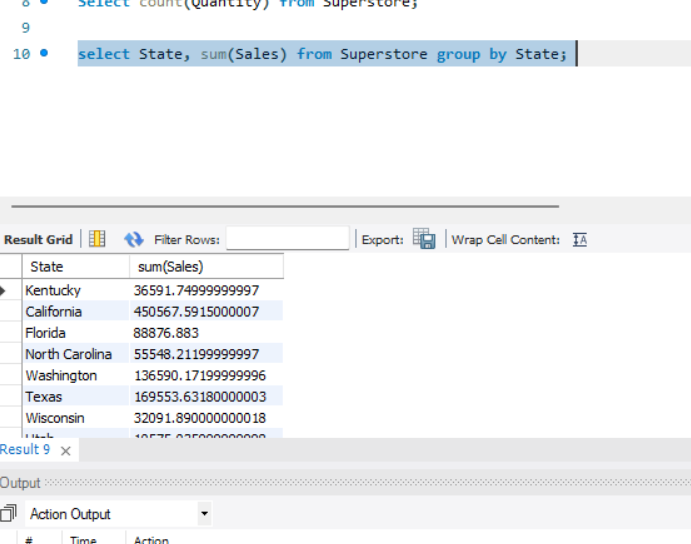 8 Select count(Quantity) from Superstore;
9
10 select State, sum(Sales) from Superstore group by State;
Result Grid Filter Rows: Export: Wrap Cell Content: IA
State sum(Sales)
Kentucky 36591.74999999997
California 450567.5915000007
Florida 88876.883
North Carolina 55548.21199999997
Washington 136590.17199999996
Texas 169553.63180000003
Wisconsin 32091.890000000018
Utah
Result 9 ×
Output
Action Output
# Time Action